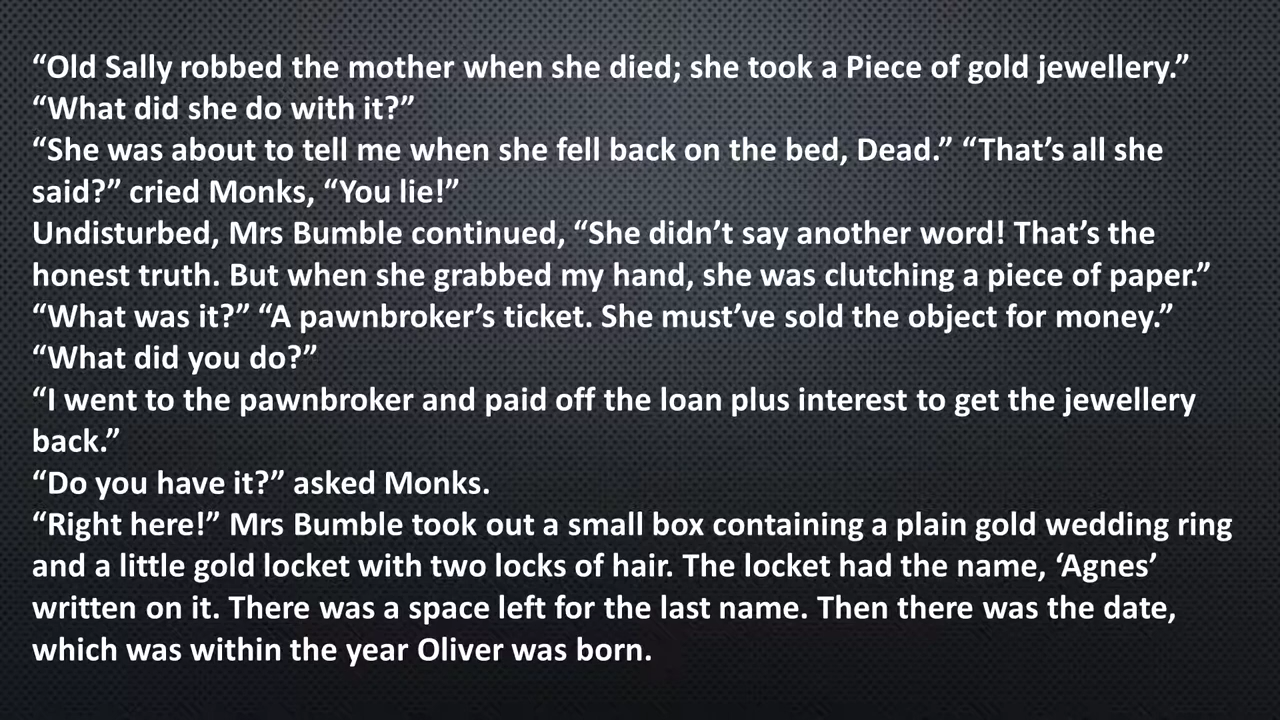 “Old Sally robbed the mother when she died; she took a Piece of gold jewellery.”
“What did she do with it?”
“She was about to tell me when she fell back on the bed, Dead.” “That’s all she
said?” cried Monks, “You lie!”
Undisturbed, Mrs Bumble continued, “She didn’t say another word! That’s the
honest truth. But when she grabbed my hand, she was clutching a piece of paper.”
“What was it?” “A pawnbroker’s ticket. She must’ve sold the object for money.”
“What did you do?”
“I went to the pawnbroker and paid off the loan plus interest to get the jewellery
back.”
“Do you have it?” asked Monks.
“Right here!” Mrs Bumble took out a small box containing a plain gold wedding ring
and a little gold locket with two locks of hair. The locket had the name, ‘Agnes’
written on it. There was a space left for the last name. Then there was the date,
which was within the year Oliver was born.